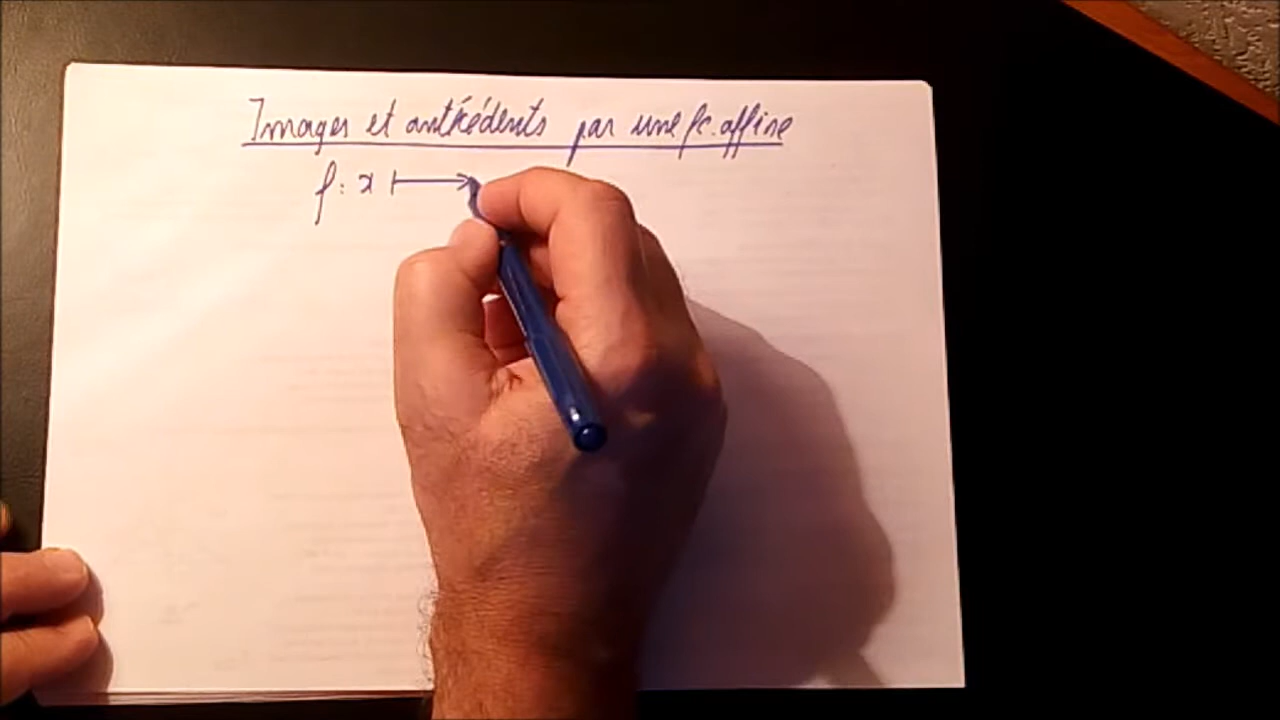 Images et antécédents par une fc. affine
f: x ↦